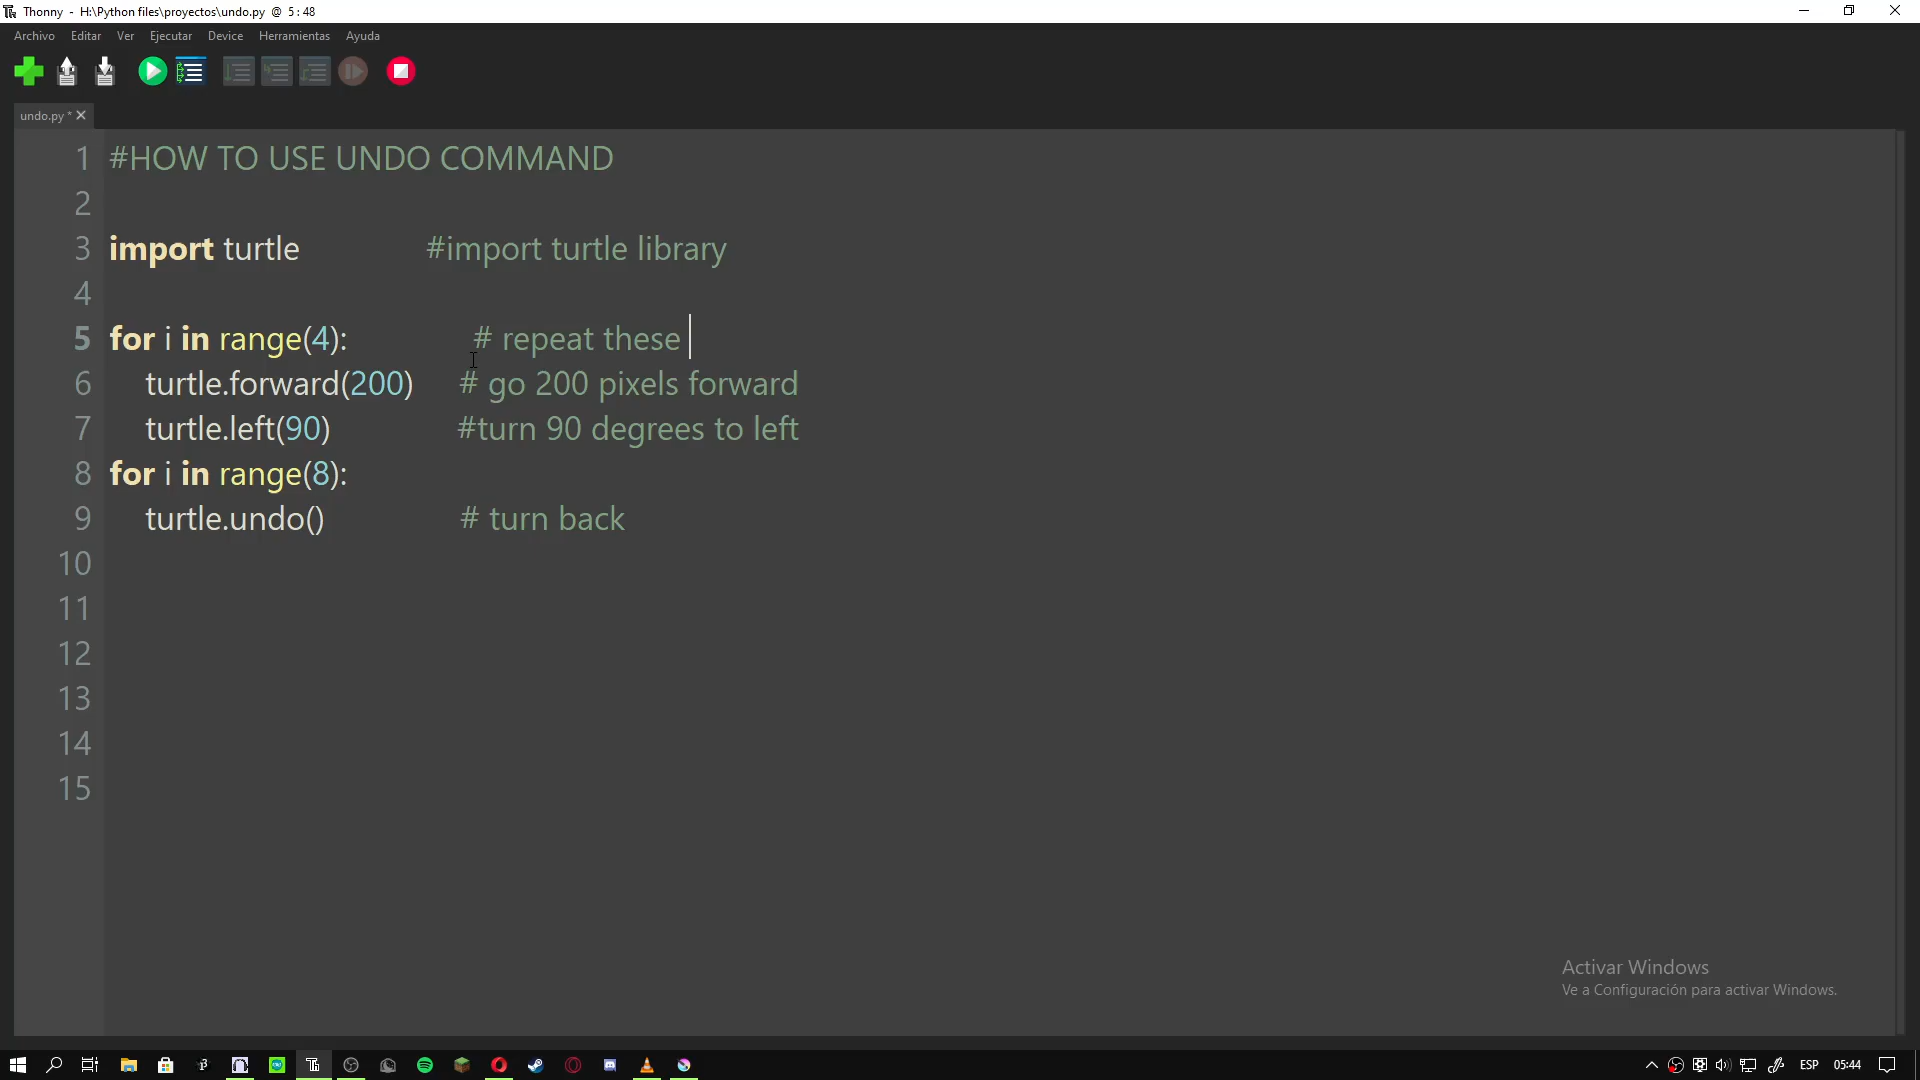 Thonny - H:\Python files\proyectos\undo.py @ 5 : 48
Archivo Editar Ver Ejecutar Device Herramientas Ayuda
undo.py *
1 #HOW TO USE UNDO COMMAND
2
3 import turtle #import turtle library
4
5 for i in range(4): # repeat these
6 turtle.forward(200) # go 200 pixels forward
7 turtle.left(90) #turn 90 degrees to left
8 for i in range(8):
9 turtle.undo() # turn back
10
11
12
13
14
15
Activar Windows
Ve a Configuración para activar Windows.
ESP 05:44